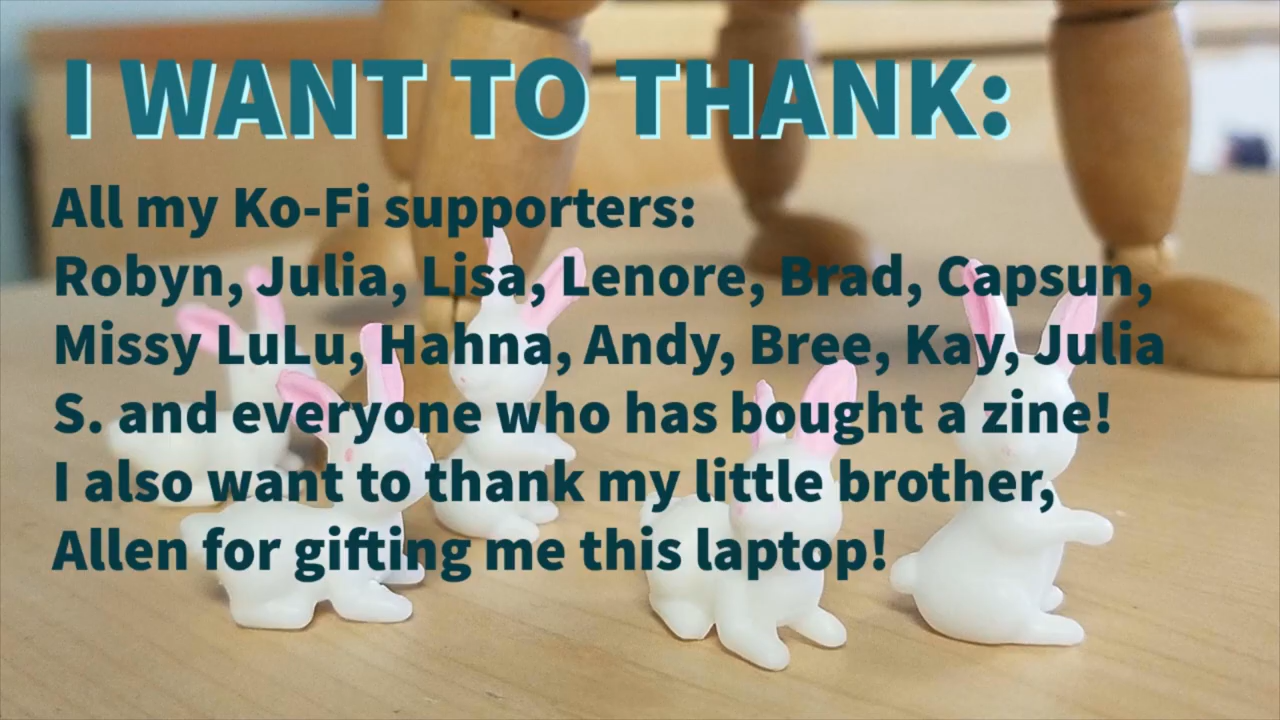 I WANT TO THANK:
All my Ko-Fi supporters:
Robyn, Julia, Lisa, Lenore, Brad, Capsun,
Missy LuLu, Hahna, Andy, Bree, Kay, Julia
S. and everyone who has bought a zine!
I also want to thank my little brother,
Allen for gifting me this laptop!